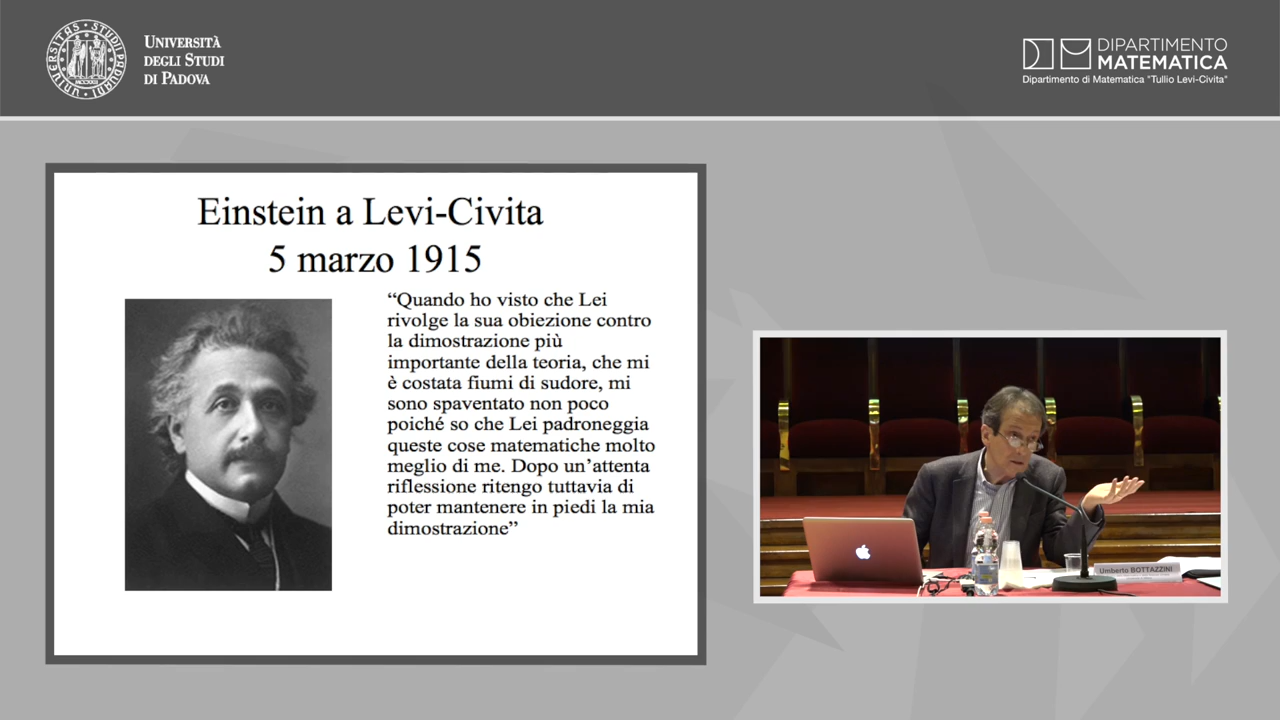 UNIVERSITÀ
DEGLI STUDI
DI PADOVA
DIPARTIMENTO
MATEMATICA
Dipartimento di Matematica "Tullio Levi-Civita"
Einstein a Levi-Civita
5 marzo 1915
“Quando ho visto che Lei
rivolge la sua obiezione contro
la dimostrazione più
importante della teoria, che mi
è costata fiumi di sudore, mi
sono spaventato non poco
poiché so che Lei padroneggia
queste cose matematiche molto
meglio di me. Dopo un’attenta
riflessione ritengo tuttavia di
poter mantenere in piedi la mia
dimostrazione”
Umberto BOTTAZZINI